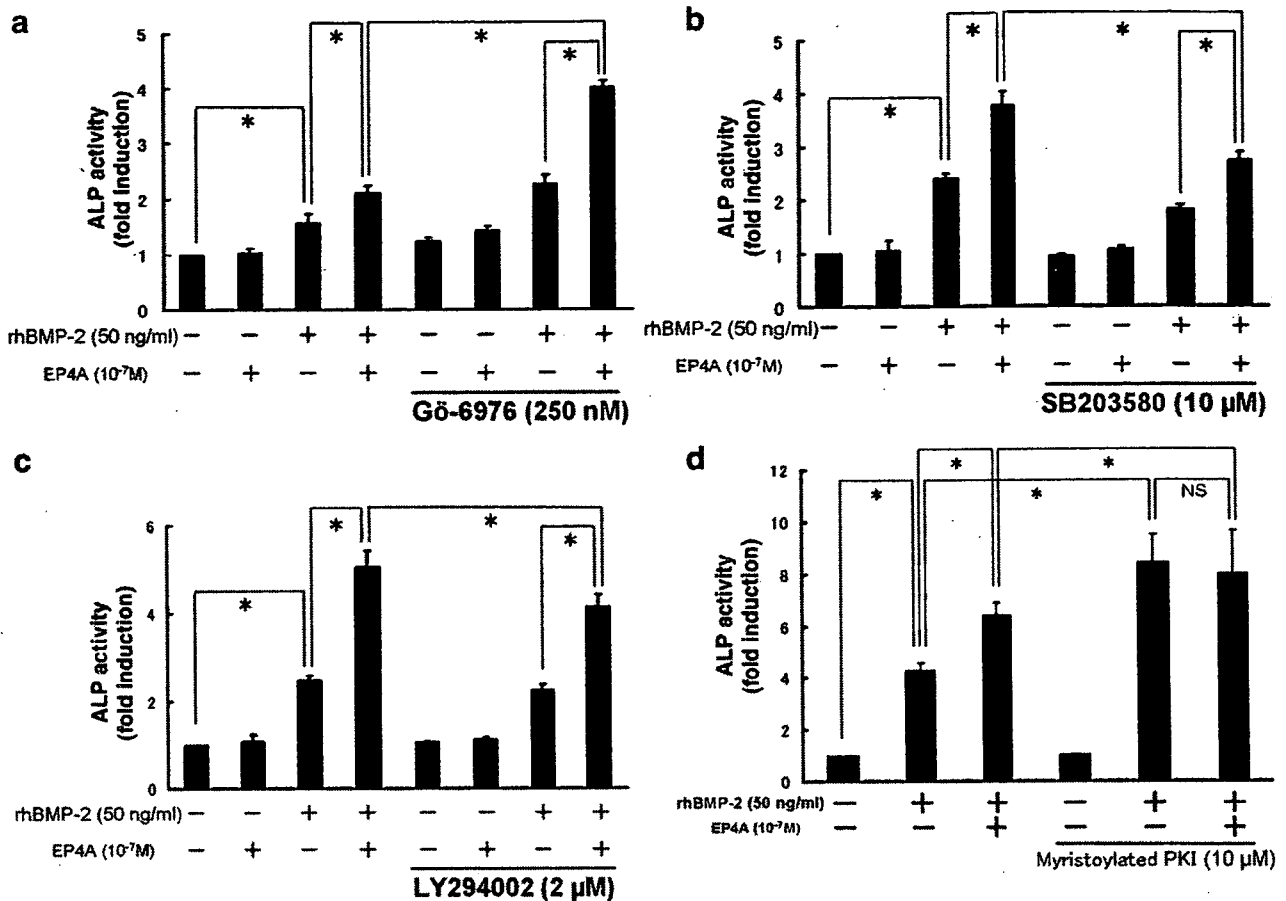 a
5
4
3
2
1
0
ALP activity
(fold induction)
*
*
*
*
rhBMP-2 (50 ng/ml) − − + + − − + +
EP4A (10⁻⁷M) − + − + − + − +
Gö-6976 (250 nM)
b
5
4
3
2
1
0
ALP activity
(fold induction)
*
*
*
*
rhBMP-2 (50 ng/ml) − − + + − − + +
EP4A (10⁻⁷M) − + − + − + − +
SB203580 (10 µM)
c
6
4
2
0
ALP activity
(fold induction)
*
*
*
*
rhBMP-2 (50 ng/ml) − − + + − − + +
EP4A (10⁻⁷M) − + − + − + − +
LY294002 (2 µM)
d
12
10
8
6
4
2
0
ALP activity
(fold induction)
*
*
*
*
NS
rhBMP-2 (50 ng/ml) − + + − + +
EP4A (10⁻⁷M) − − + − − +
Myristoylated PKI (10 µM)